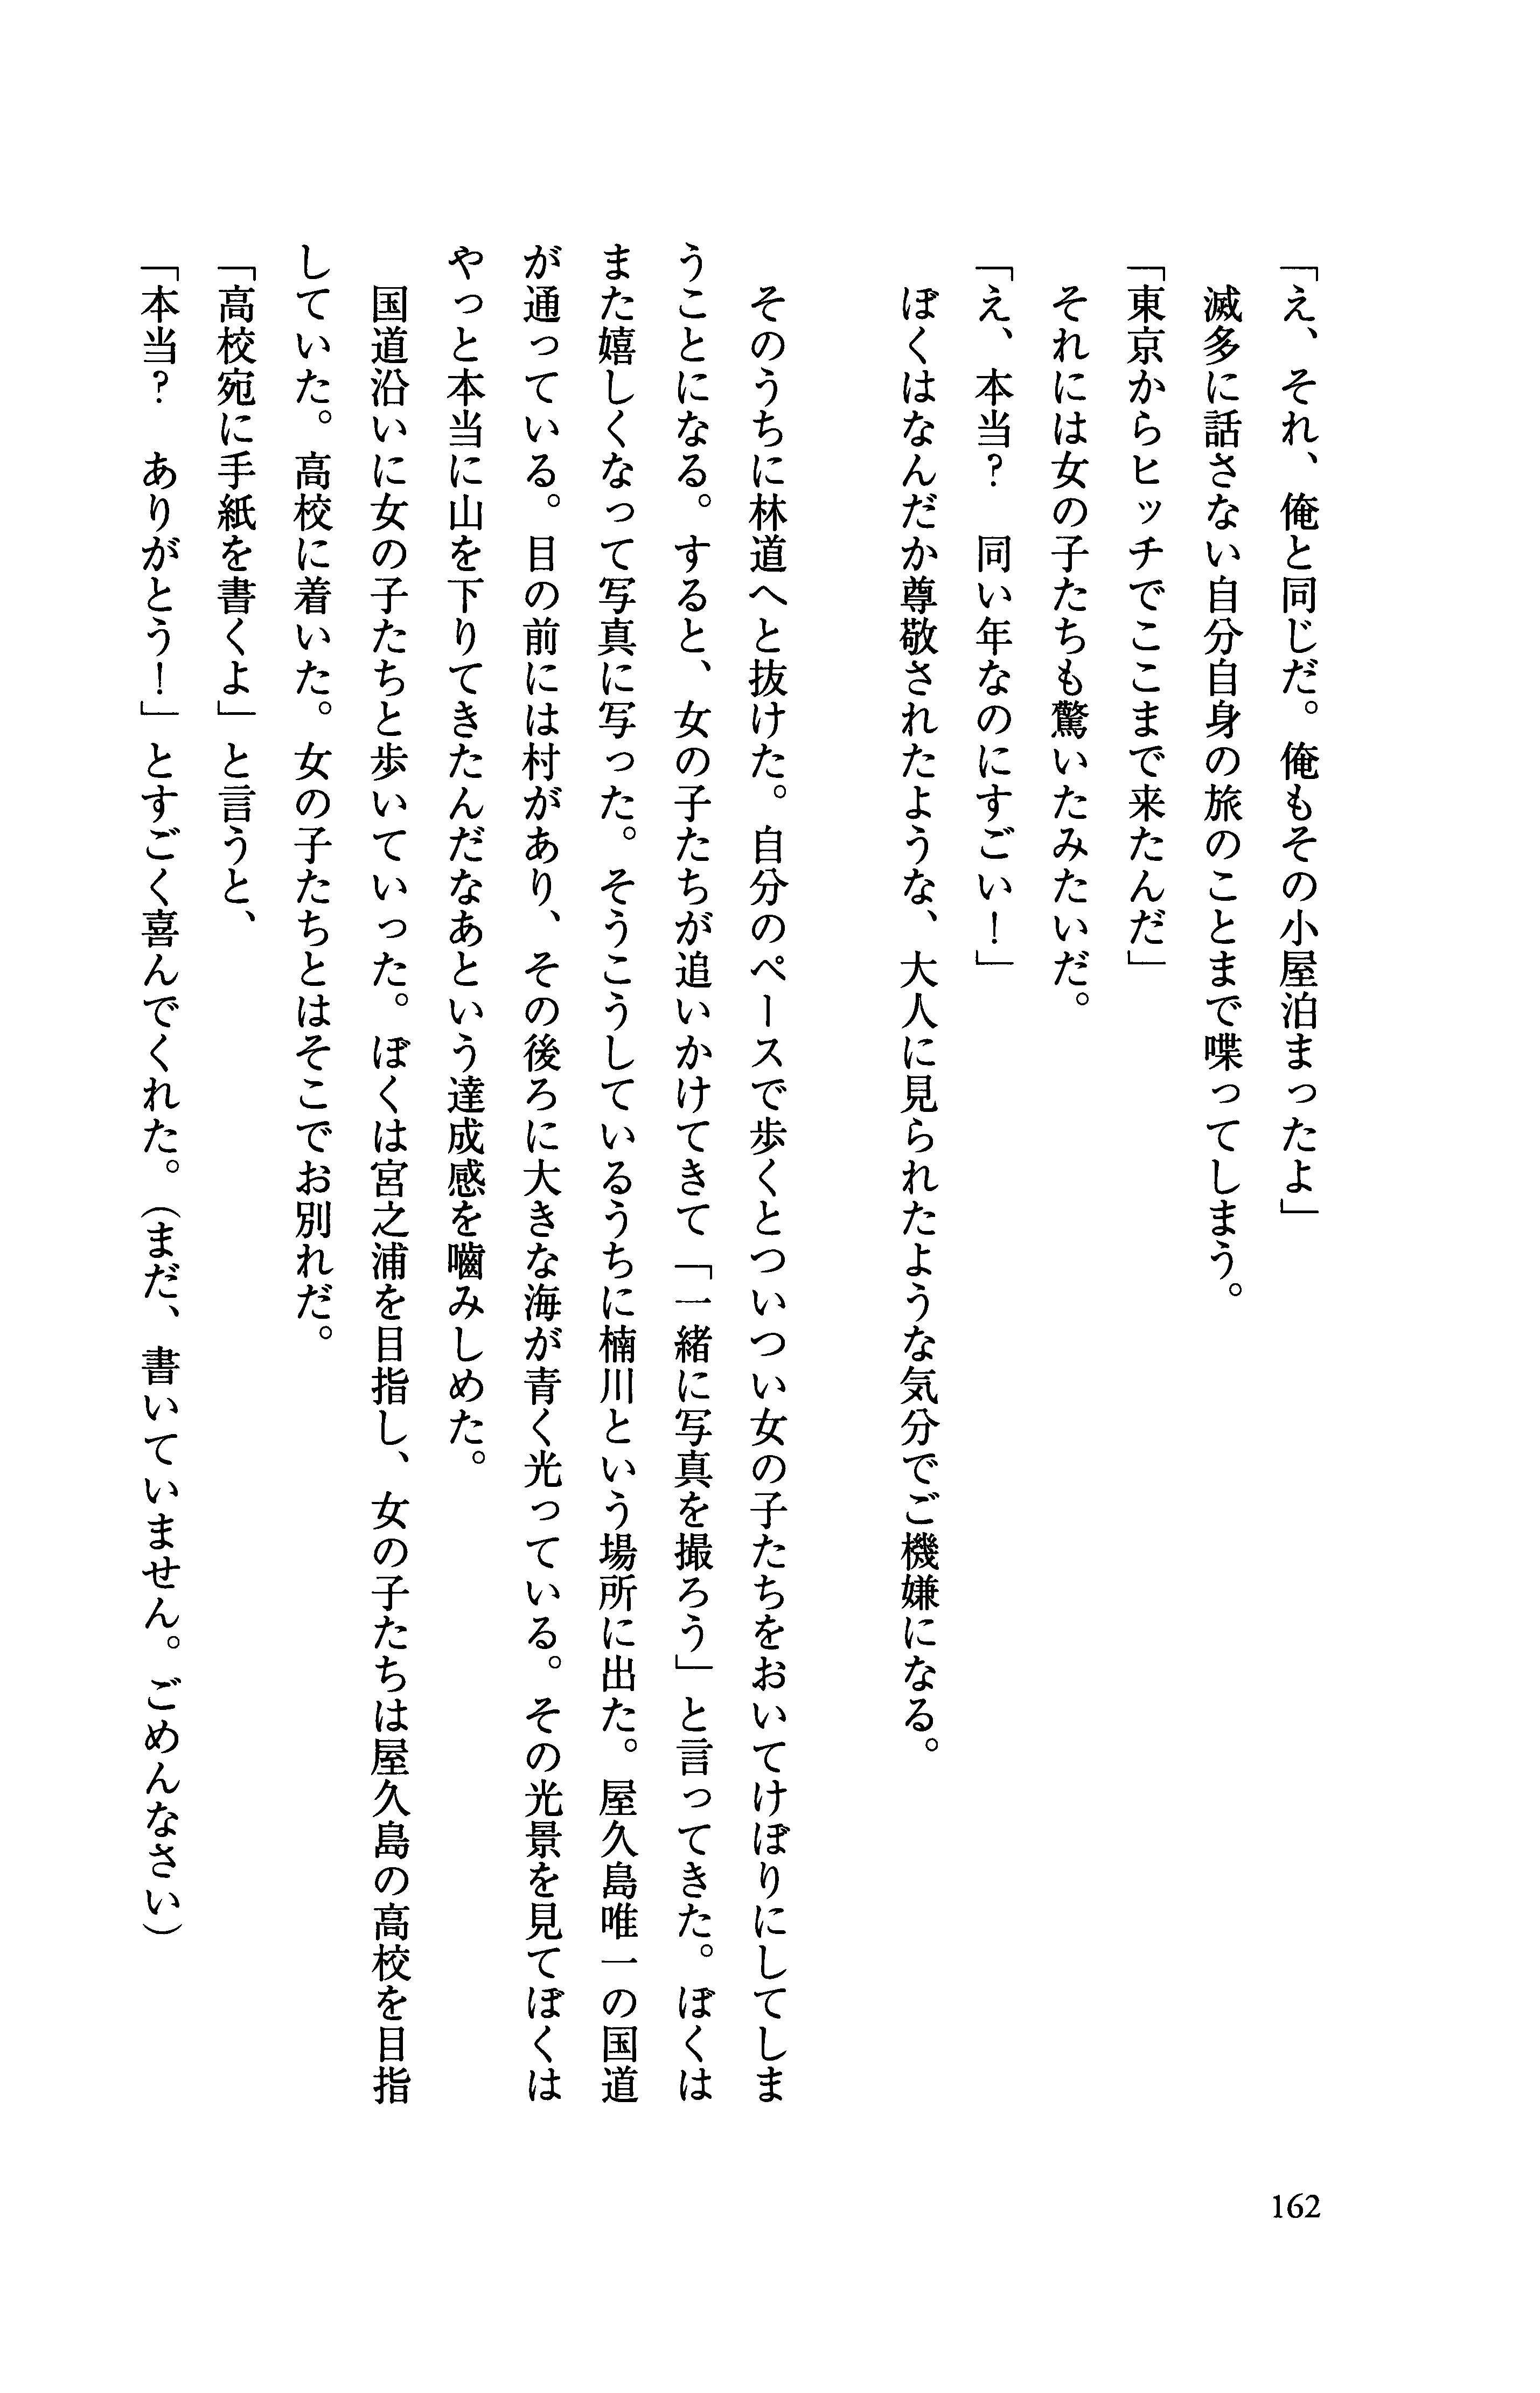 「え、それ、俺と同じだ。俺もその小屋泊まったよ」
滅多に話さない自分自身の旅のことまで喋ってしまう。
「東京からヒッチでここまで来たんだ」
それには女の子たちも驚いたみたいだ。
「え、本当？　同い年なのにすごい！」
ぼくはなんだか尊敬されたような、大人に見られたような気分でご機嫌になる。
そのうちに林道へと抜けた。自分のペースで歩くとついつい女の子たちをおいてけぼりにしてしま
うことになる。すると、女の子たちが追いかけてきて「一緒に写真を撮ろう」と言ってきた。ぼくは
また嬉しくなって写真に写った。そうこうしているうちに楠川という場所に出た。屋久島唯一の国道
が通っている。目の前には村があり、その後ろに大きな海が青く光っている。その光景を見てぼくは
やっと本当に山を下りてきたんだなあという達成感を嚙みしめた。
国道沿いに女の子たちと歩いていった。ぼくは宮之浦を目指し、女の子たちは屋久島の高校を目指
していた。高校に着いた。女の子たちとはそこでお別れだ。
「高校宛に手紙を書くよ」と言うと、
「本当？　ありがとう！」とすごく喜んでくれた。（まだ、書いていません。ごめんなさい）
162